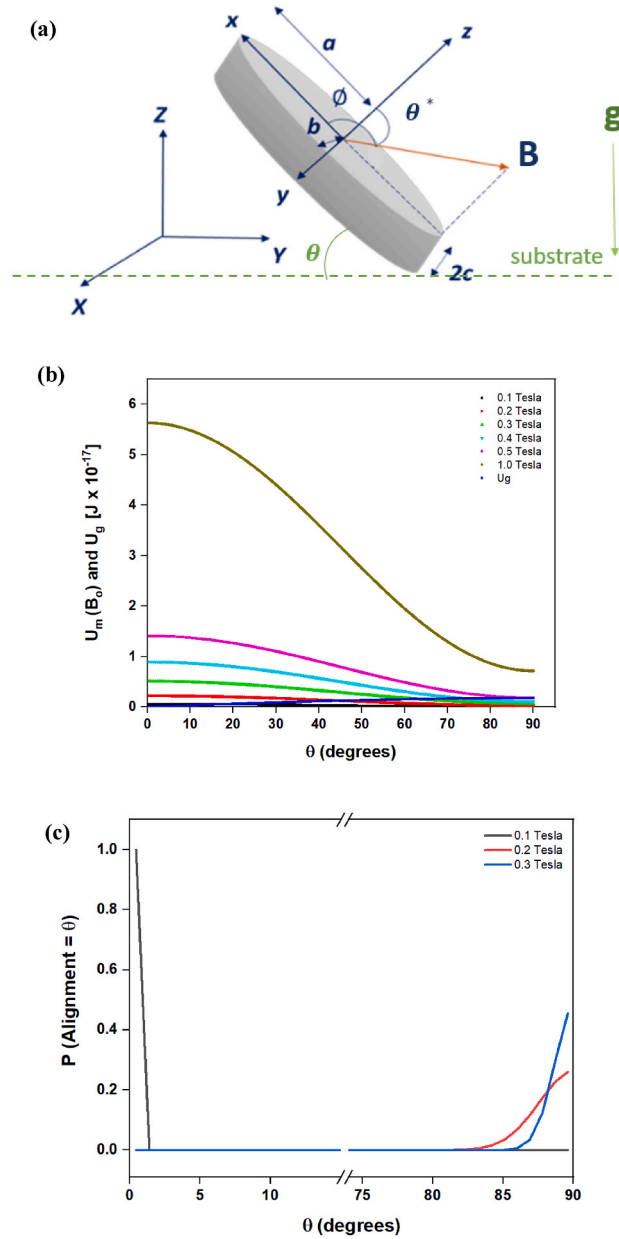 (a)
x
a
z
Z
Ø
θ*
b
B
g
y
θ
Y
substrate
X
2c
(b)
6
5
4
3
2
1
0
U_m (B_o) and U_g [J x 10^-17]
0.1 Tesla
0.2 Tesla
0.3 Tesla
0.4 Tesla
0.5 Tesla
1.0 Tesla
Ug
0 10 20 30 40 50 60 70 80 90
θ (degrees)
(c)
1.0
0.8
0.6
0.4
0.2
0.0
P (Alignment = θ)
0.1 Tesla
0.2 Tesla
0.3 Tesla
0 5 10 75 80 85 90
θ (degrees)